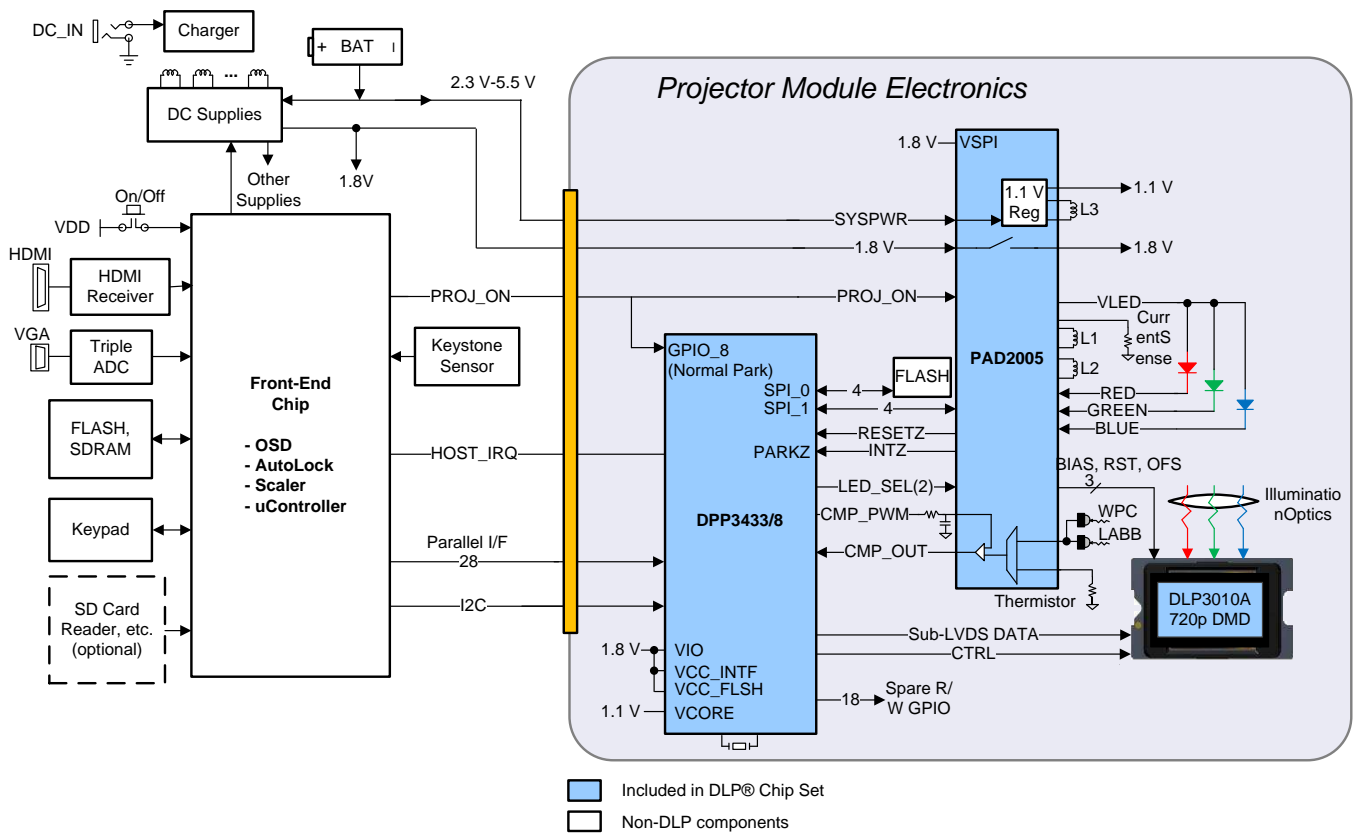 DC_IN
Charger
+ BAT
2.3 V-5.5 V
...
DC Supplies
Other
Supplies
1.8V
On/Off
VDD
HDMI
HDMI
Receiver
VGA
Triple
ADC
FLASH,
SDRAM
Keypad
SD Card
Reader, etc.
(optional)
Front-End
Chip
- OSD
- AutoLock
- Scaler
- uController
PROJ_ON
Keystone
Sensor
HOST_IRQ
Parallel I/F
28
I2C
Projector Module Electronics
1.8 V
VSPI
1.1 V
Reg
1.1 V
L3
SYSPWR
1.8 V
1.8 V
PROJ_ON
PAD2005
VLED
Curr
entS
ense
L1
L2
RED
GREEN
BLUE
GPIO_8
(Normal Park)
FLASH
SPI_0
4
SPI_1
4
RESETZ
PARKZ
INTZ
LED_SEL(2)
DPP3433/8
CMP_PWM
CMP_OUT
BIAS, RST, OFS
3
WPC
LABB
Thermistor
Illuminatio
nOptics
DLP3010A
720p DMD
Sub-LVDS DATA
CTRL
1.8 V
VIO
VCC_INTF
VCC_FLSH
1.1 V
VCORE
18
Spare R/
W GPIO
Included in DLP® Chip Set
Non-DLP components